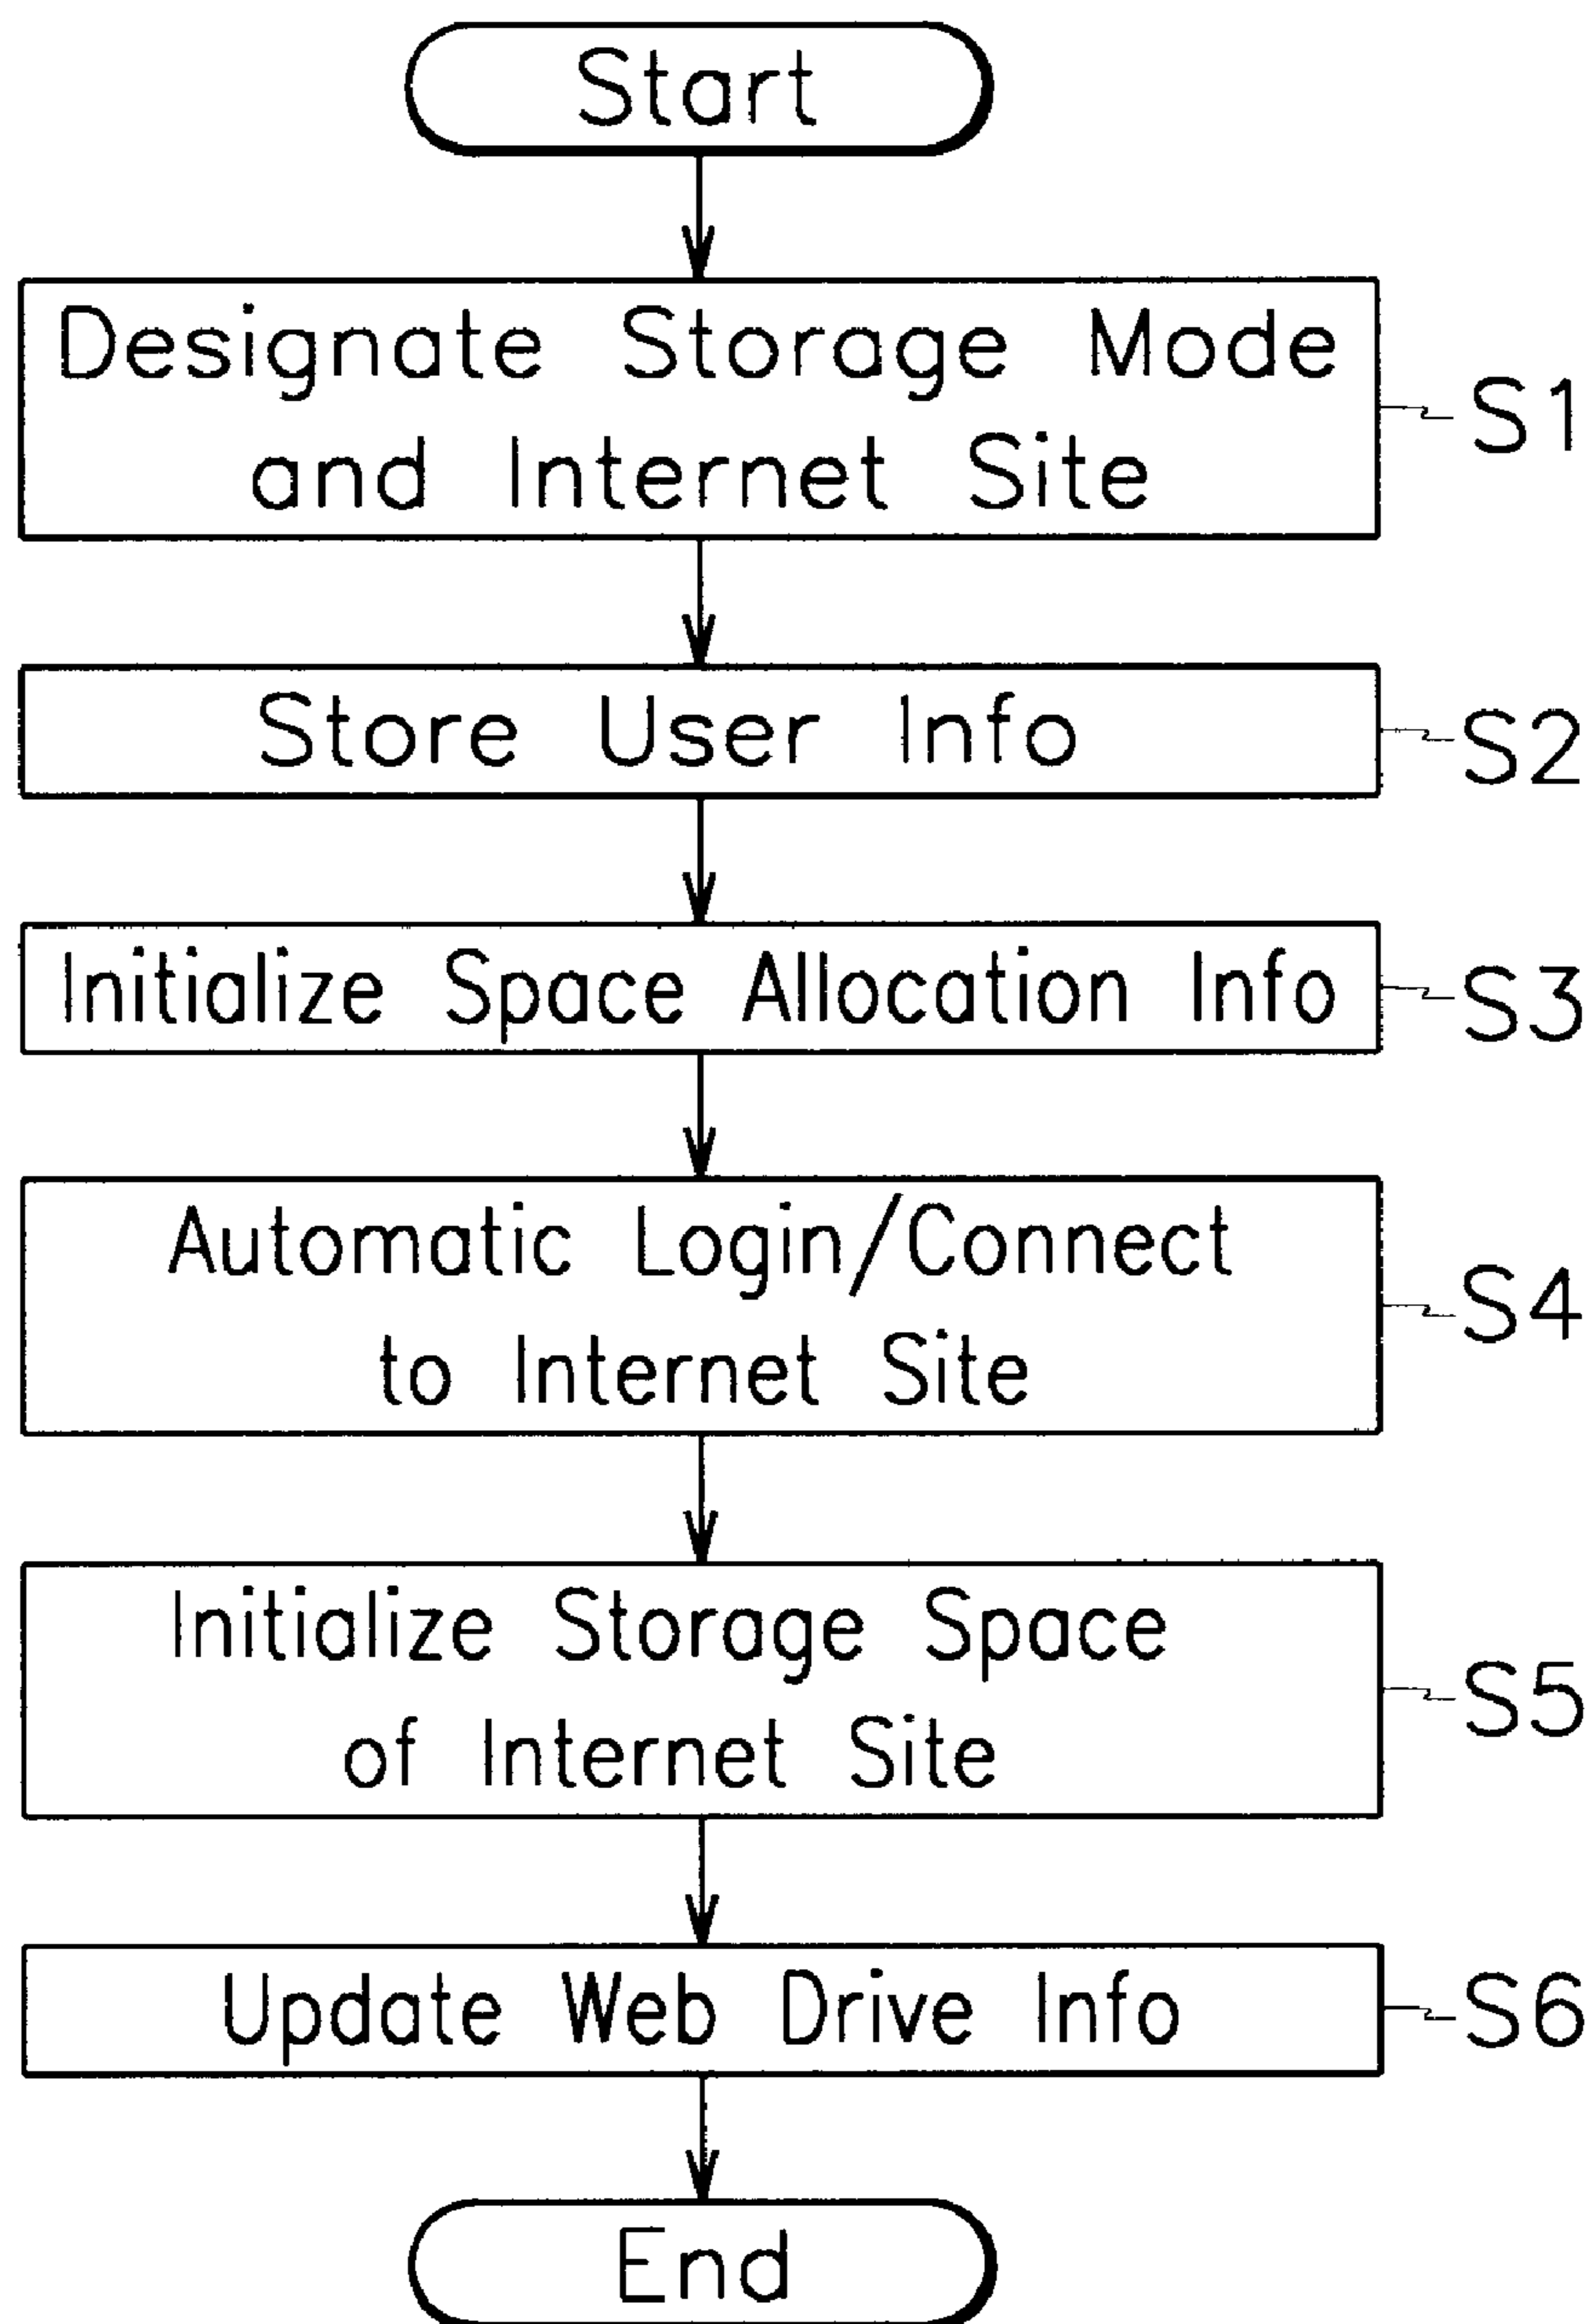 Start
Designate Storage Mode
and Internet Site
S1
Store User Info
S2
Initialize Space Allocation Info
S3
Automatic Login/Connect
to Internet Site
S4
Initialize Storage Space
of Internet Site
S5
Update Web Drive Info
S6
End